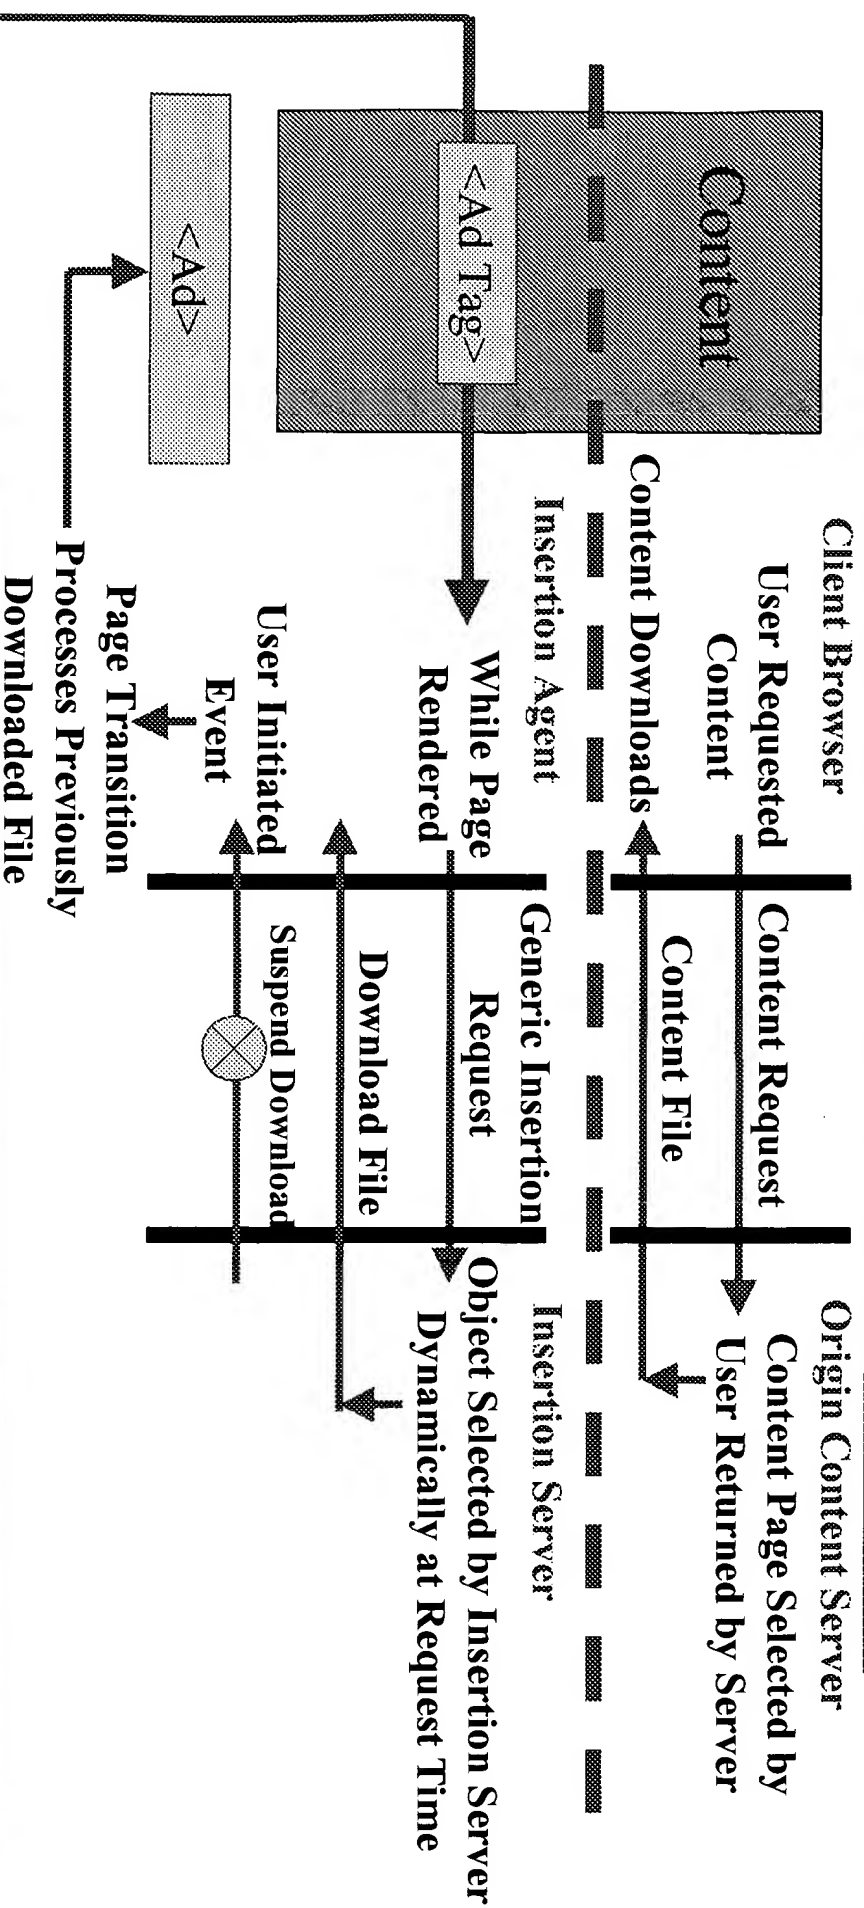 Client Browser
Origin Content Server
Content
User Requested
Content
Content Request
Content Page Selected by
User Returned by Server
Content File
Content Downloads
Insertion Agent
Generic Insertion
Insertion Server
<Ad Tag>
While Page
Rendered
Request
Object Selected by Insertion Server
Dynamically at Request Time
Download File
User Initiated
Event
Suspend Download
<Ad>
Page Transition
Processes Previously
Downloaded File